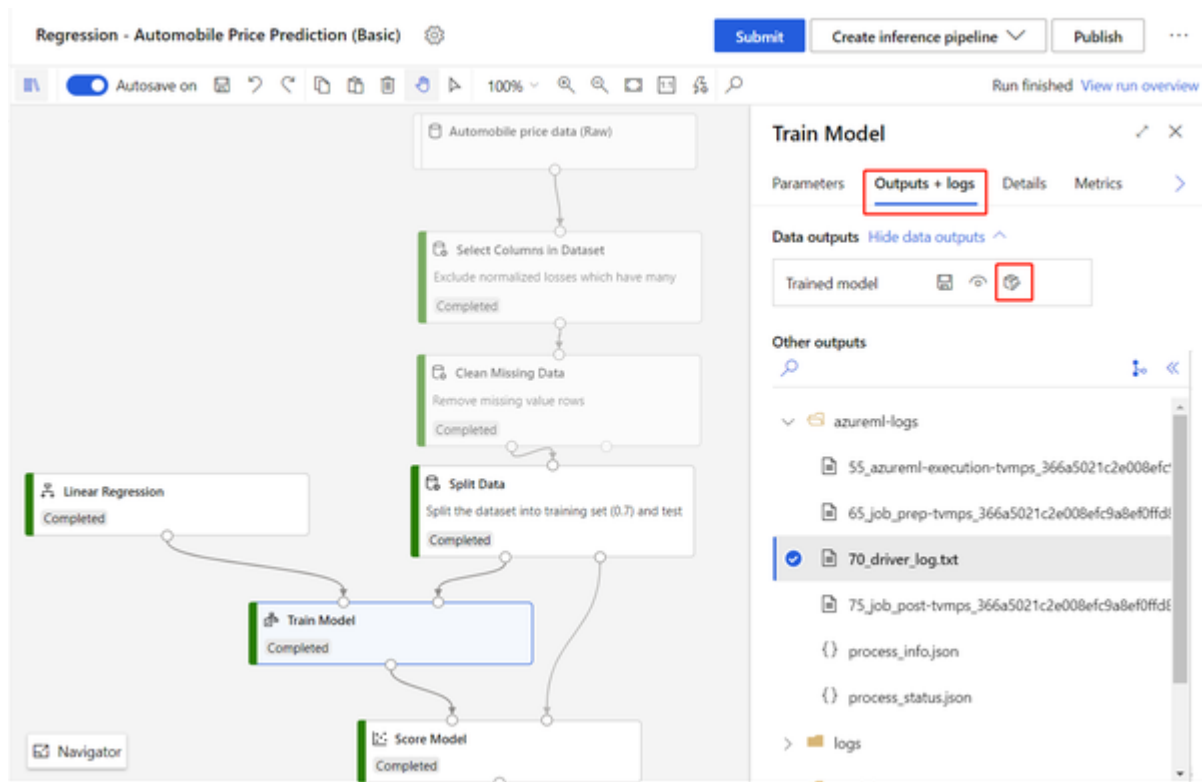 Regression - Automobile Price Prediction (Basic)
Submit
Create inference pipeline
Publish
Autosave on
100%
1:1
Run finished View run overview
Automobile price data (Raw)
Select Columns in Dataset
Exclude normalized losses which have many
Completed
Clean Missing Data
Remove missing value rows
Completed
Linear Regression
Completed
Split Data
Split the dataset into training set (0.7) and test
Completed
Train Model
Completed
Score Model
Completed
Navigator
Train Model
Parameters
Outputs + logs
Details
Metrics
Data outputs Hide data outputs
Trained model
Other outputs
azureml-logs
55_azureml-execution-tvmps_366a5021c2e008efc
65_job_prep-tvmps_366a5021c2e008efc9a8ef0ffd
70_driver_log.txt
75_job_post-tvmps_366a5021c2e008efc9a8ef0ffd
{} process_info.json
{} process_status.json
logs